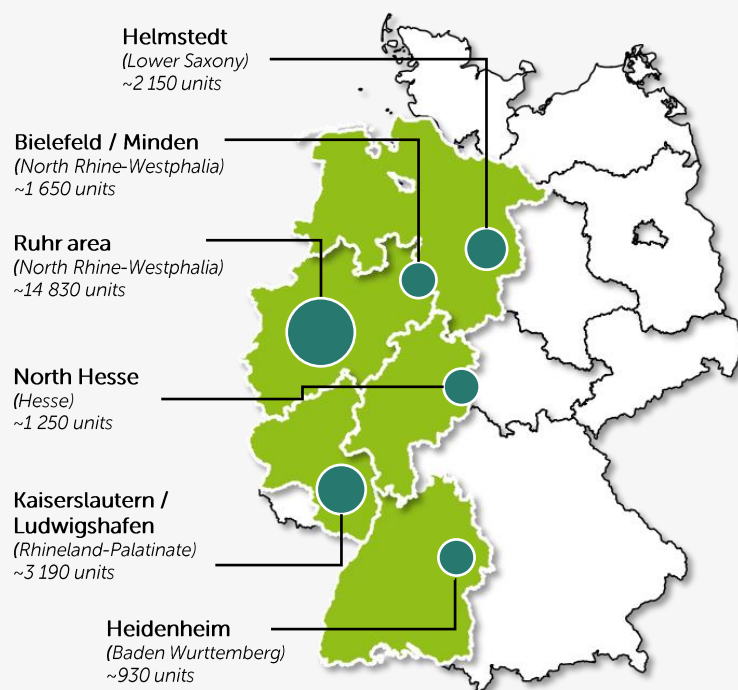 Helmstedt
(Lower Saxony)
~2 150 units
Bielefeld / Minden
(North Rhine-Westphalia)
~1 650 units
Ruhr area
(North Rhine-Westphalia)
~14 830 units
North Hesse
(Hesse)
~1 250 units
Kaiserslautern /
Ludwigshafen
(Rhineland-Palatinate)
~3 190 units
Heidenheim
(Baden Wurttemberg)
~930 units